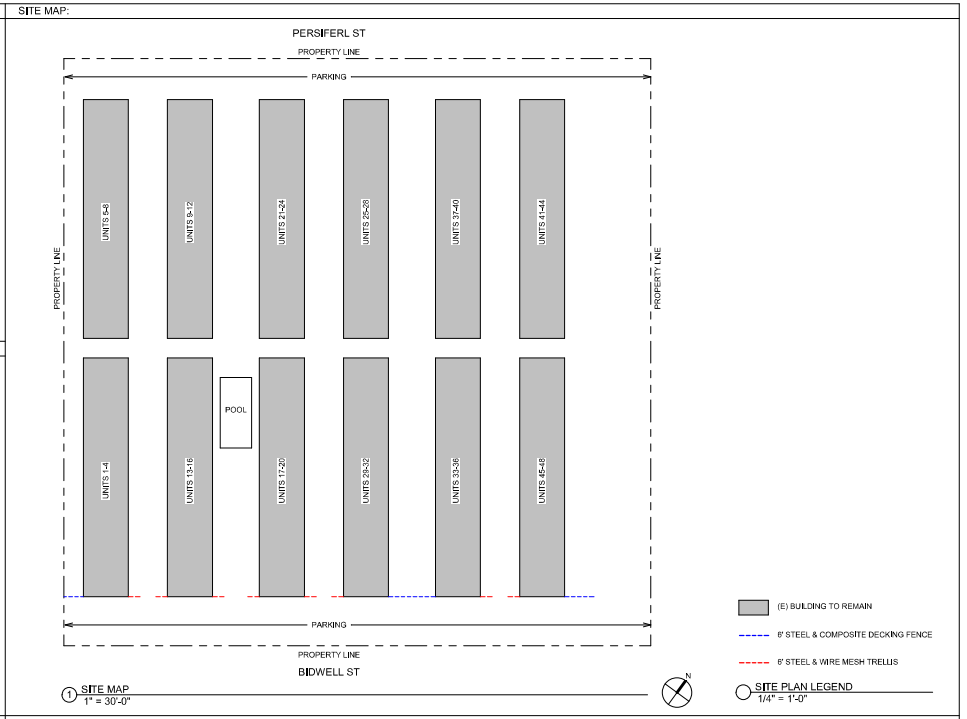 SITE MAP:
PERSIFERL ST
PROPERTY LINE
PARKING
UNITS 5-8
UNITS 9-12
UNITS 21-24
UNITS 25-28
UNITS 37-40
UNITS 41-44
PROPERTY LINE
PROPERTY LINE
POOL
UNITS 1-4
UNITS 13-16
UNITS 17-20
UNITS 29-32
UNITS 33-36
UNITS 45-48
PARKING
PROPERTY LINE
BIDWELL ST
(E) BUILDING TO REMAIN
6' STEEL & COMPOSITE DECKING FENCE
6' STEEL & WIRE MESH TRELLIS
1
SITE MAP
1" = 30'-0"
N
SITE PLAN LEGEND
1/4" = 1'-0"